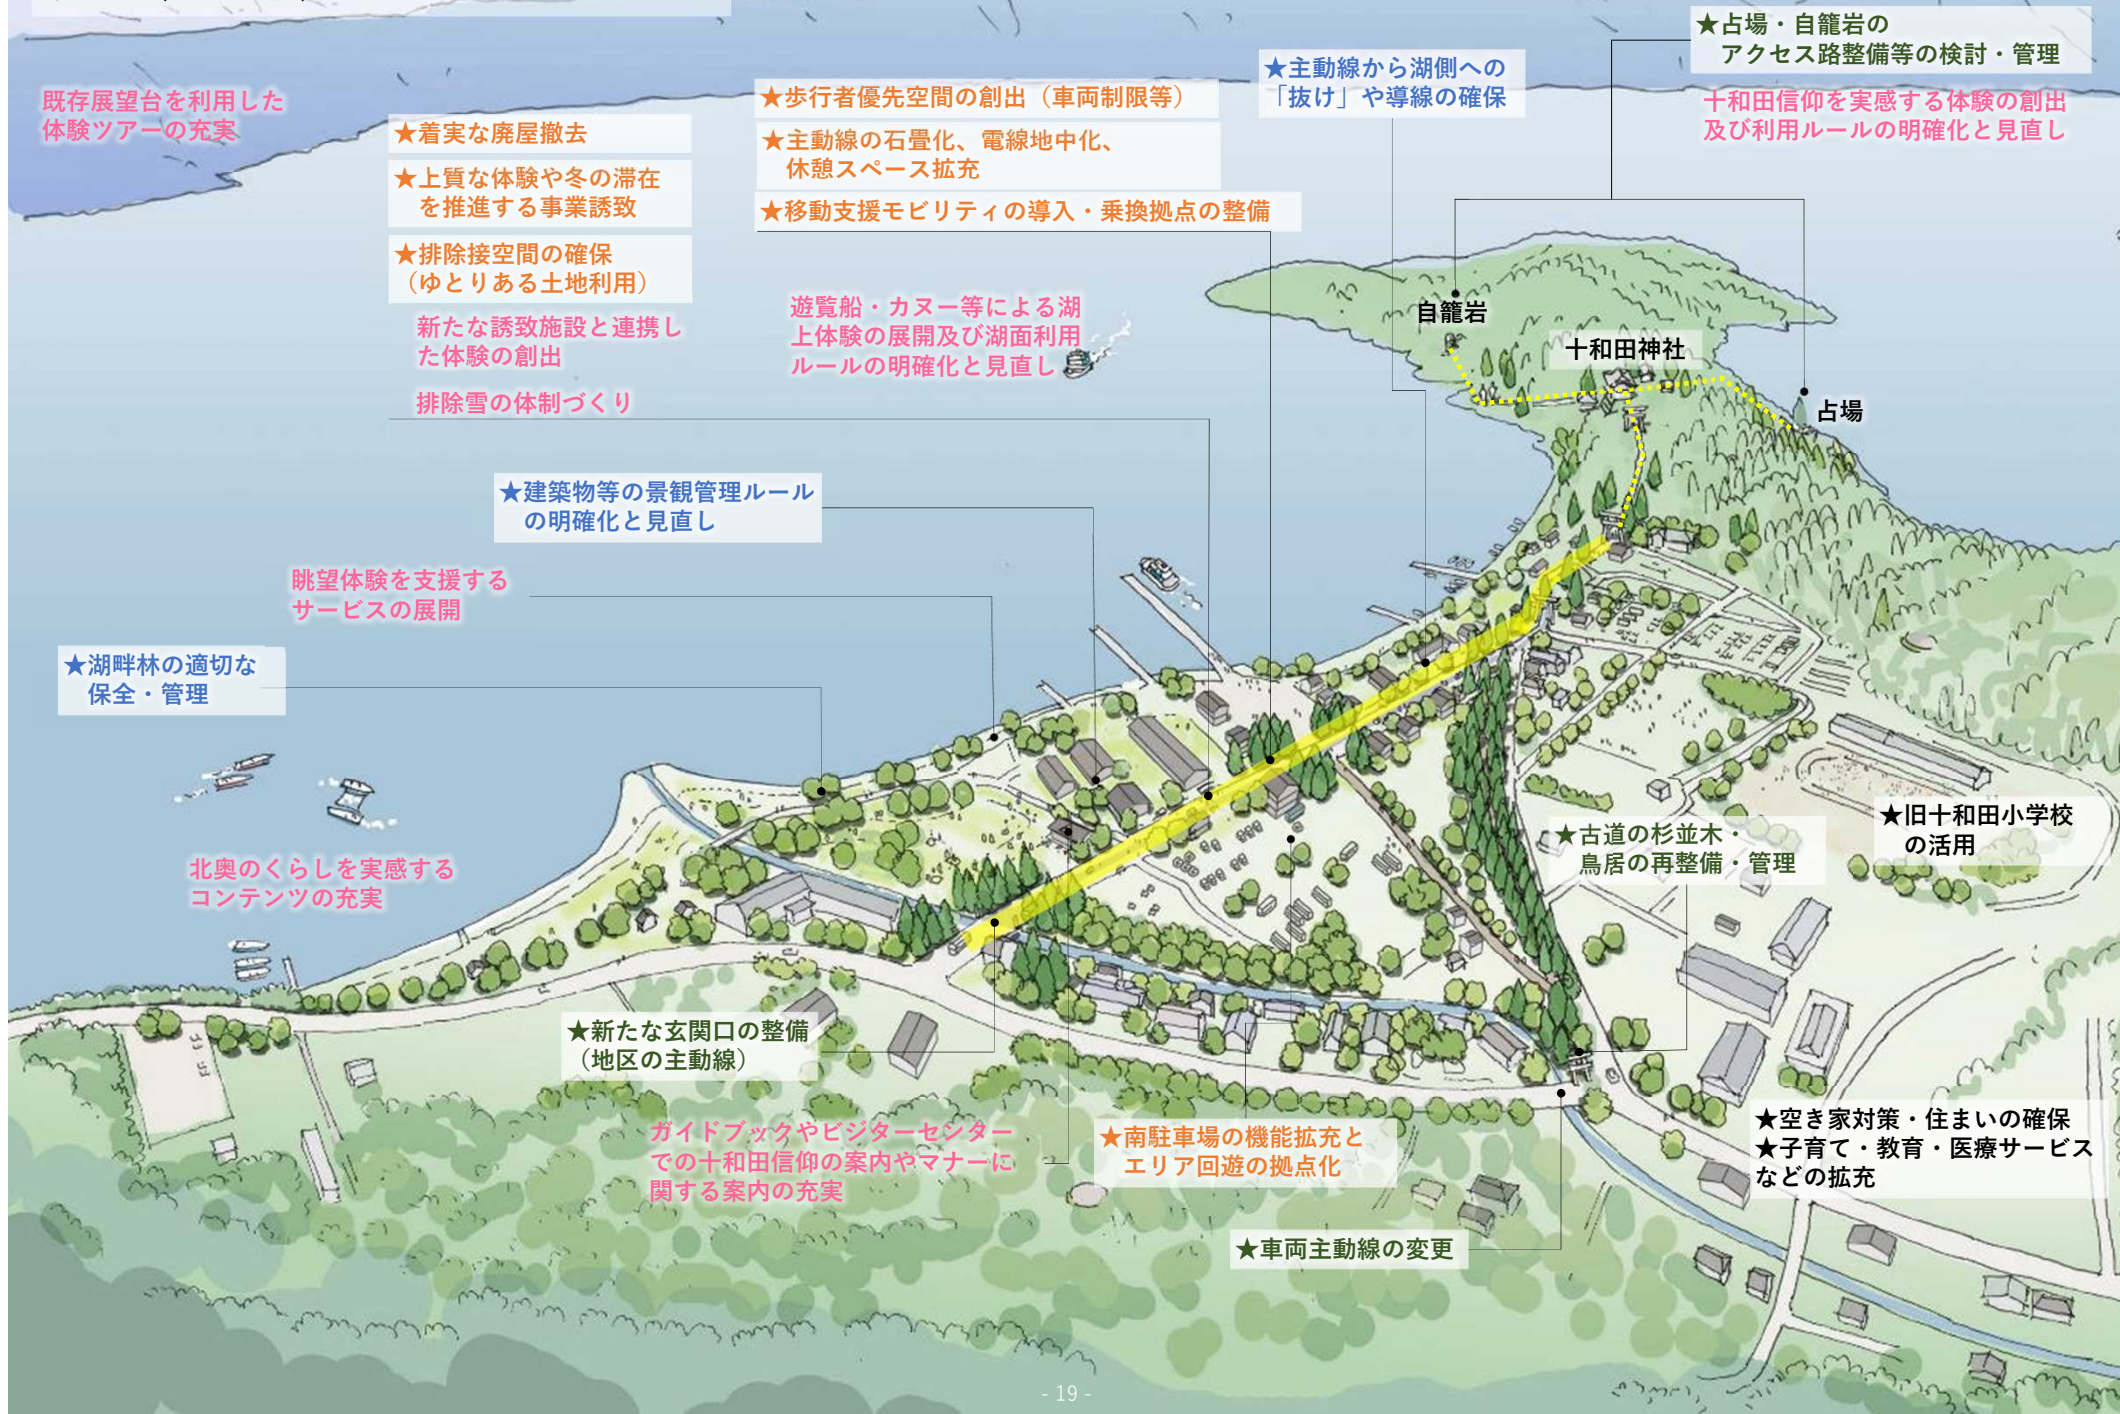 ★占場・自籠岩の
アクセス路整備等の検討・管理
十和田信仰を実感する体験の創出
及び利用ルールの明確化と見直し
★主動線から湖側への
「抜け」や導線の確保
既存展望台を利用した
体験ツアーの充実
★着実な廃屋撤去
★上質な体験や冬の滞在
を推進する事業誘致
★排除接空間の確保
（ゆとりある土地利用）
新たな誘致施設と連携し
た体験の創出
排除雪の体制づくり
★歩行者優先空間の創出（車両制限等）
★主動線の石畳化、電線地中化、
休憩スペース拡充
★移動支援モビリティの導入・乗換拠点の整備
遊覧船・カヌー等による湖
上体験の展開及び湖面利用
ルールの明確化と見直し
自籠岩
十和田神社
占場
★建築物等の景観管理ルール
の明確化と見直し
眺望体験を支援する
サービスの展開
★湖畔林の適切な
保全・管理
北奥のくらしを実感する
コンテンツの充実
★旧十和田小学校
の活用
★古道の杉並木・
鳥居の再整備・管理
★新たな玄関口の整備
（地区の主動線）
ガイドブックやビジターセンター
での十和田信仰の案内やマナーに
関する案内の充実
★南駐車場の機能拡充と
エリア回遊の拠点化
★空き家対策・住まいの確保
★子育て・教育・医療サービス
などの拡充
★車両主動線の変更
- 19 -